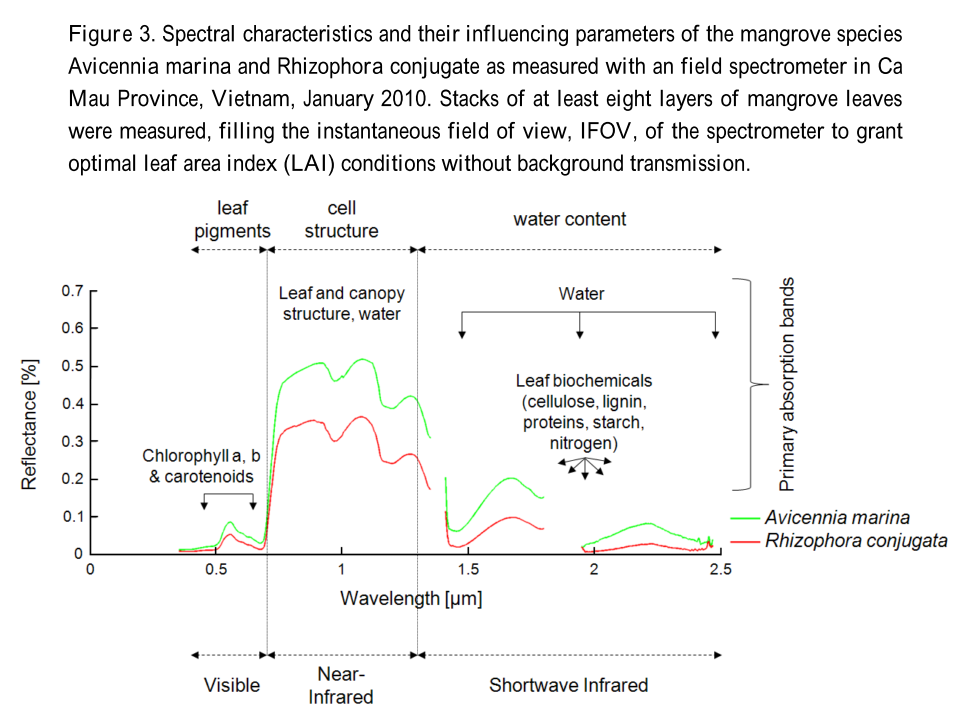 Figure 3. Spectral characteristics and their influencing parameters of the mangrove species
Avicennia marina and Rhizophora conjugate as measured with an field spectrometer in Ca
Mau Province, Vietnam, January 2010. Stacks of at least eight layers of mangrove leaves
were measured, filling the instantaneous field of view, IFOV, of the spectrometer to grant
optimal leaf area index (LAI) conditions without background transmission.
leaf
pigments
cell
structure
water content
Leaf and canopy
structure, water
Water
Leaf biochemicals
(cellulose, lignin,
proteins, starch,
nitrogen)
Chlorophyll a, b
& carotenoids
Primary absorption bands
Reflectance [%]
0.7
0.6
0.5
0.4
0.3
0.2
0.1
0
Avicennia marina
Rhizophora conjugata
0
0.5
1
1.5
2
2.5
Wavelength [µm]
Visible
Near-
Infrared
Shortwave Infrared